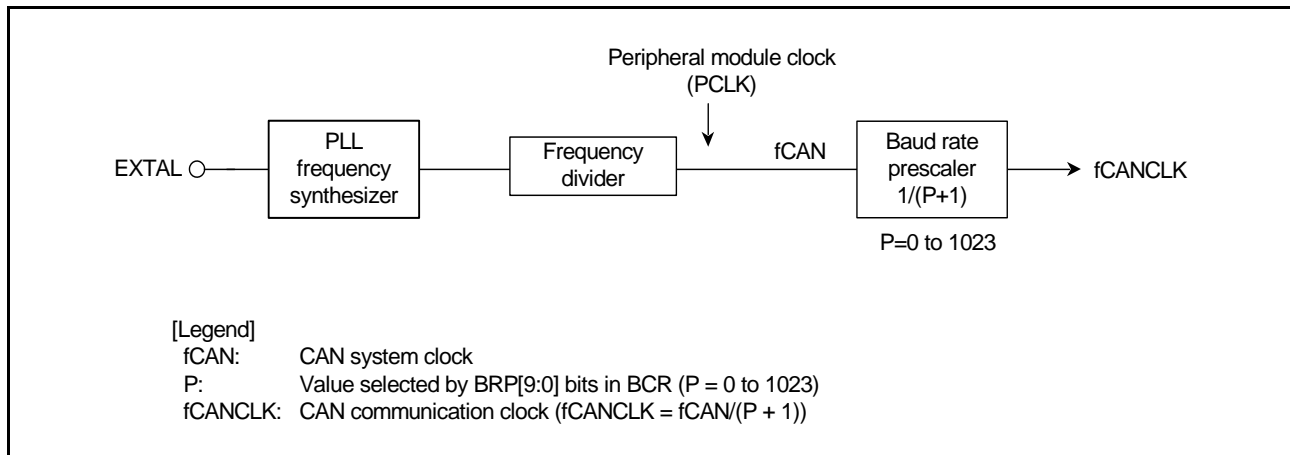 Peripheral module clock
(PCLK)
EXTAL
PLL
frequency
synthesizer
Frequency
divider
fCAN
Baud rate
prescaler
1/(P+1)
fCANCLK
P=0 to 1023
[Legend]
fCAN: CAN system clock
P: Value selected by BRP[9:0] bits in BCR (P = 0 to 1023)
fCANCLK: CAN communication clock (fCANCLK = fCAN/(P + 1))